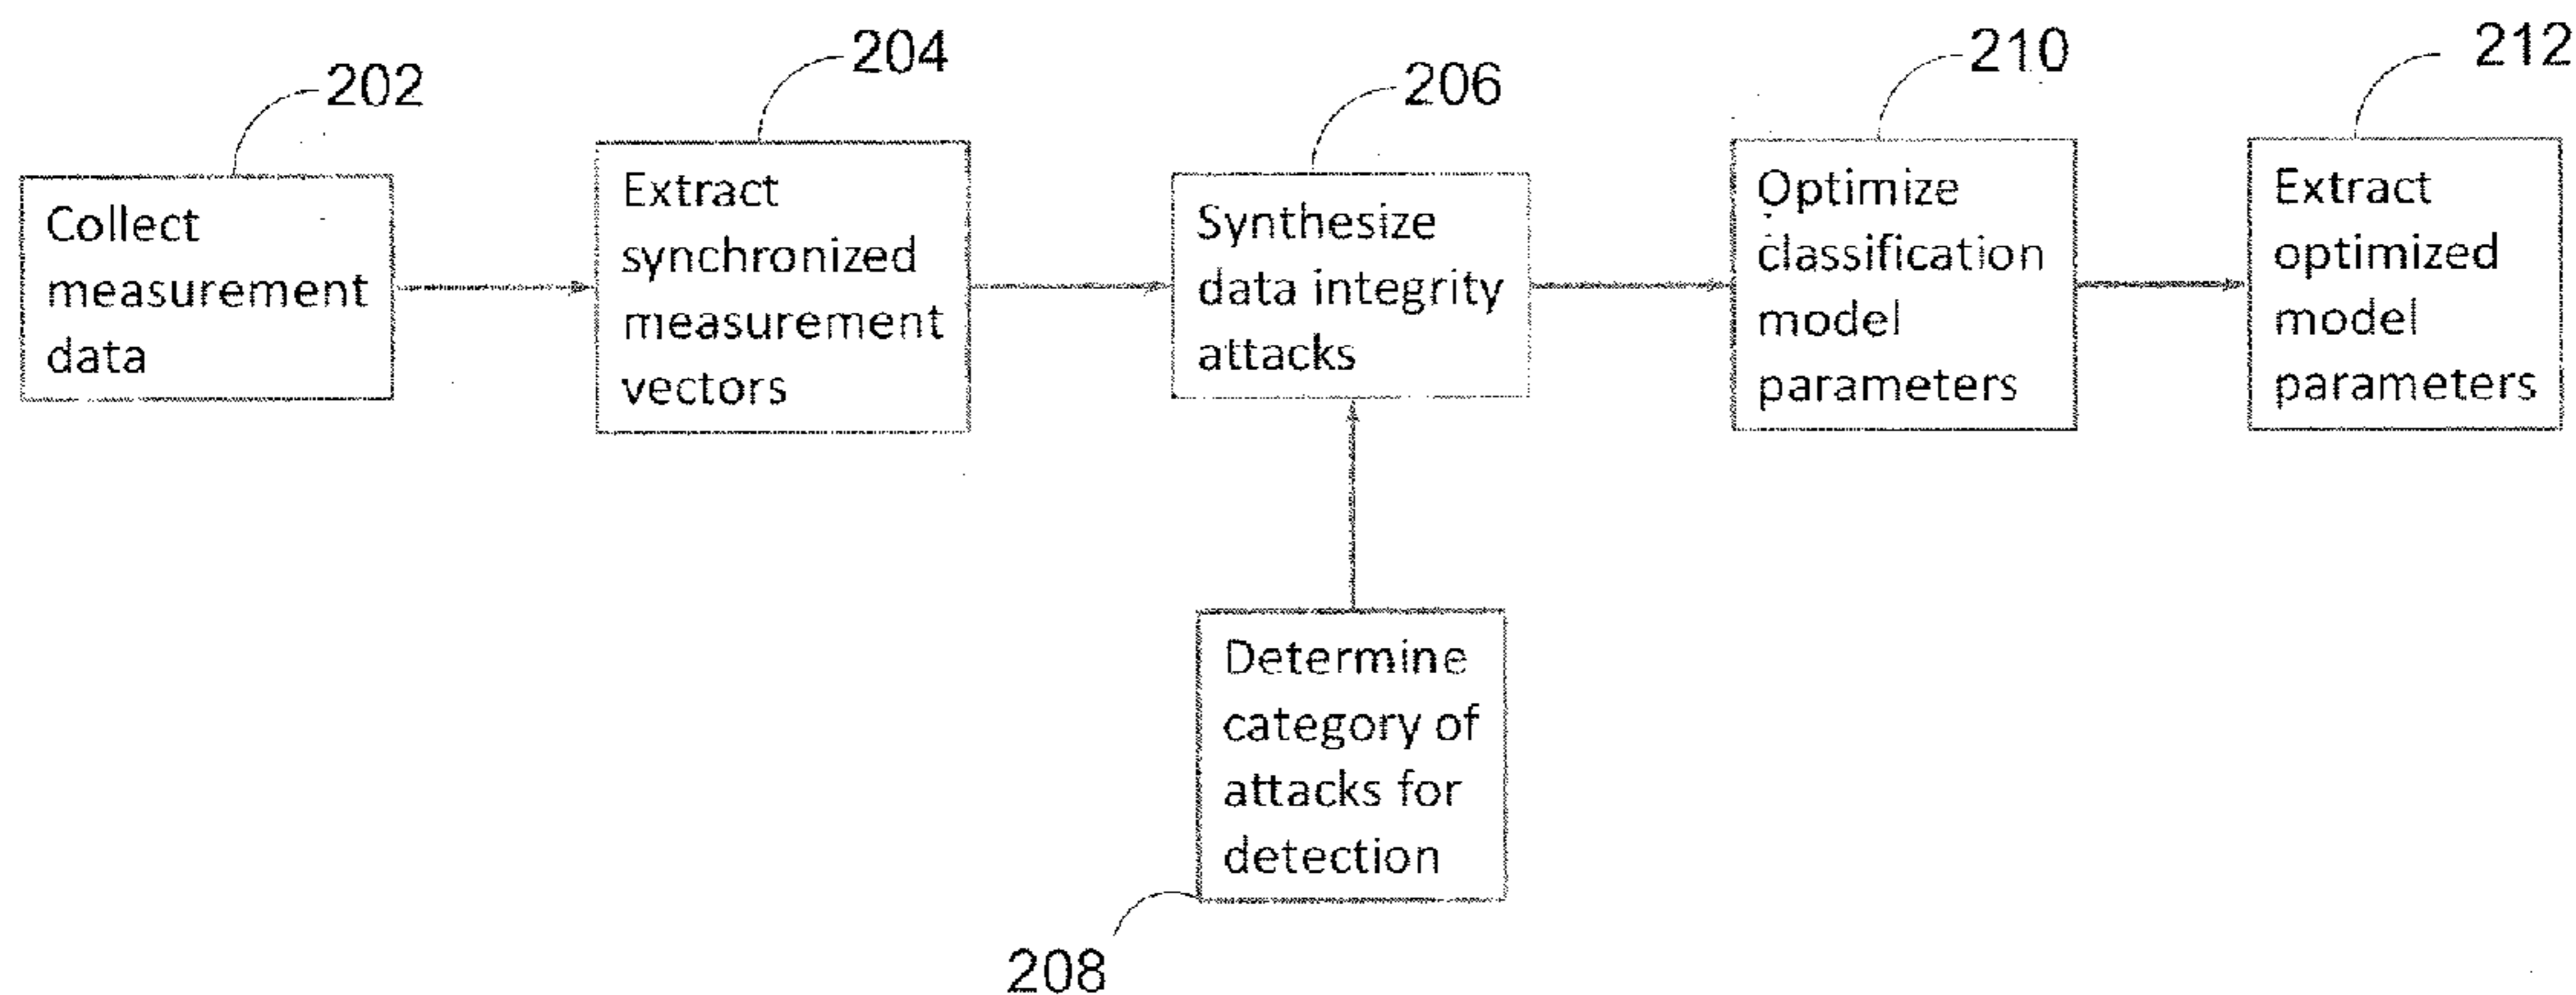 202
Collect
measurement
data
204
Extract
synchronized
measurement
vectors
206
Synthesize
data integrity
attacks
208
Determine
category of
attacks for
detection
210
Optimize
classification
model
parameters
212
Extract
optimized
model
parameters